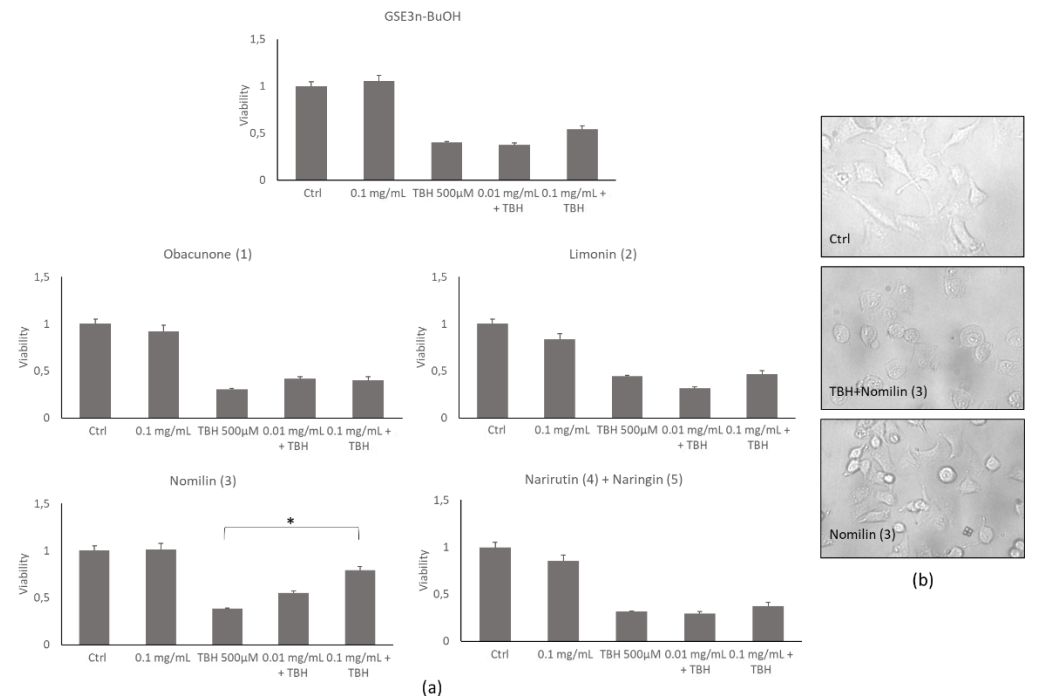 GSE3n-BuOH
1,5
1
0,5
0
Viability
Ctrl
0.1 mg/mL
TBH 500µM
0.01 mg/mL
+ TBH
0.1 mg/mL +
TBH
Obacunone (1)
1,5
1
0,5
0
Viability
Ctrl
0.1 mg/mL
TBH 500µM
0.01 mg/mL
+ TBH
0.1 mg/mL +
TBH
Limonin (2)
1,5
1
0,5
0
Viability
Ctrl
0.1 mg/mL
TBH 500µM
0.01 mg/mL
+ TBH
0.1 mg/mL +
TBH
Nomilin (3)
1,5
1
0,5
0
Viability
*
Ctrl
0.1 mg/mL
TBH 500µM
0.01 mg/mL
+ TBH
0.1 mg/mL +
TBH
Narirutin (4) + Naringin (5)
1,5
1
0,5
0
Viability
Ctrl
0.1 mg/mL
TBH 500µM
0.01 mg/mL
+ TBH
0.1 mg/mL +
TBH
(a)
Ctrl
TBH+Nomilin (3)
Nomilin (3)
(b)